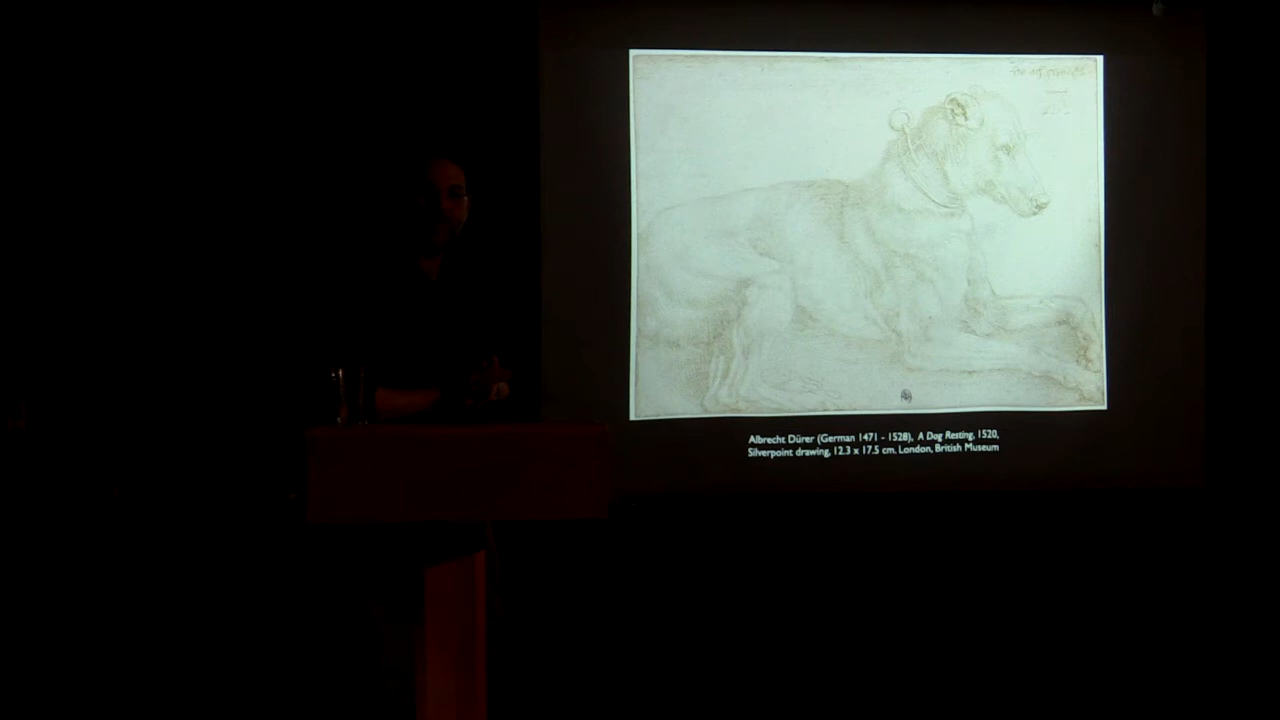 Albrecht Dürer (German 1471 - 1528), A Dog Resting, 1520,
Silverpoint drawing, 12.3 x 17.5 cm. London, British Museum